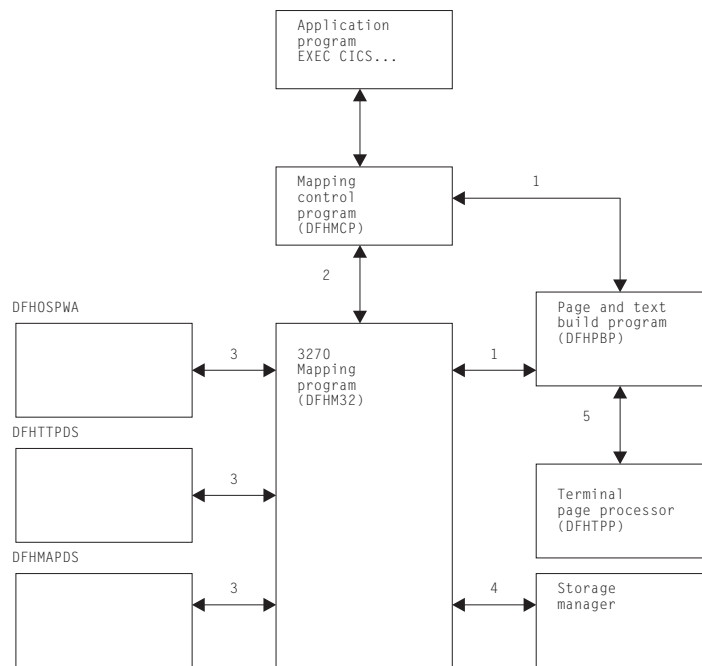 Application
program
EXEC CICS...
Mapping
control
program
(DFHMCP)
1
2
DFHOSPWA
Page and text
build program
(DFHPBP)
3
3270
Mapping
program
(DFHM32)
1
5
DFHTTPDS
3
Terminal
page processor
(DFHTPP)
DFHMAPDS
3
4
Storage
manager